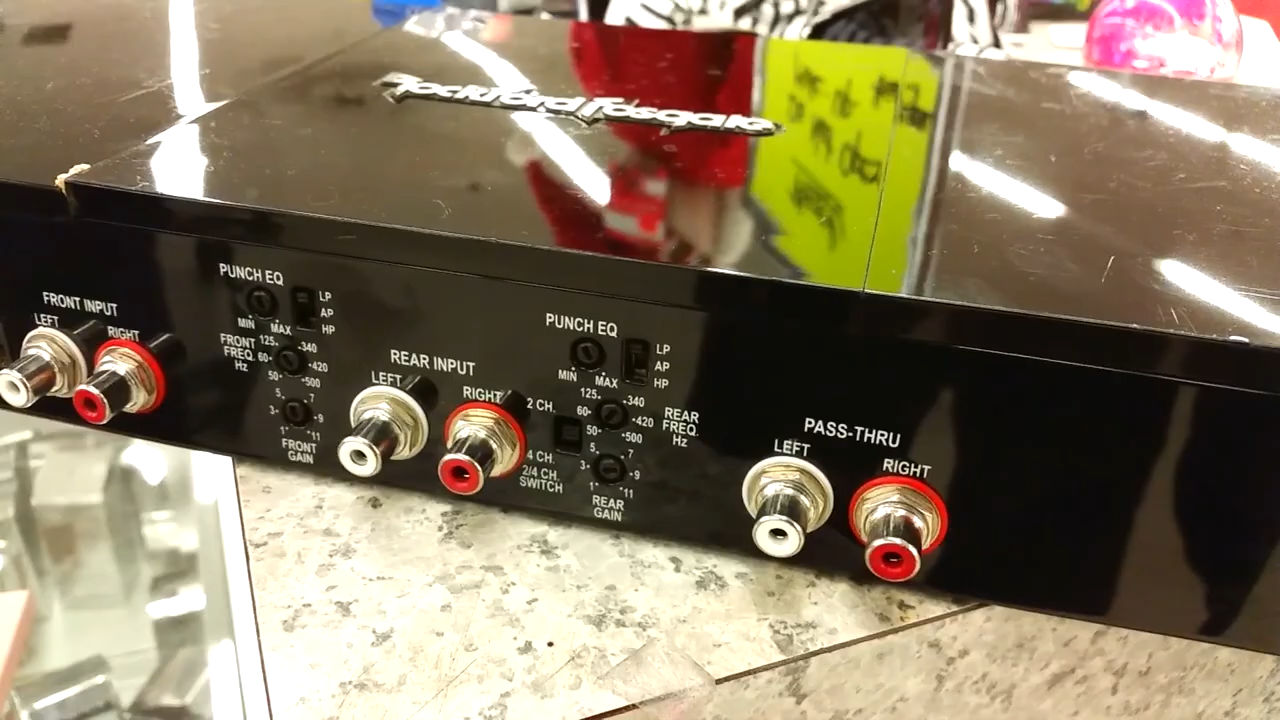 Rockford Fosgate
FRONT INPUT
LEFT
RIGHT
PUNCH EQ
MIN
MAX
LP
AP
HP
FRONT
FREQ.
Hz
125
340
60
420
50
500
5
7
3
9
1
11
FRONT
GAIN
REAR INPUT
LEFT
RIGHT
2 CH.
4 CH.
2/4 CH.
SWITCH
PUNCH EQ
MIN
MAX
LP
AP
HP
125
340
60
420
50
500
REAR
FREQ.
Hz
5
7
3
9
1
11
REAR
GAIN
PASS-THRU
LEFT
RIGHT